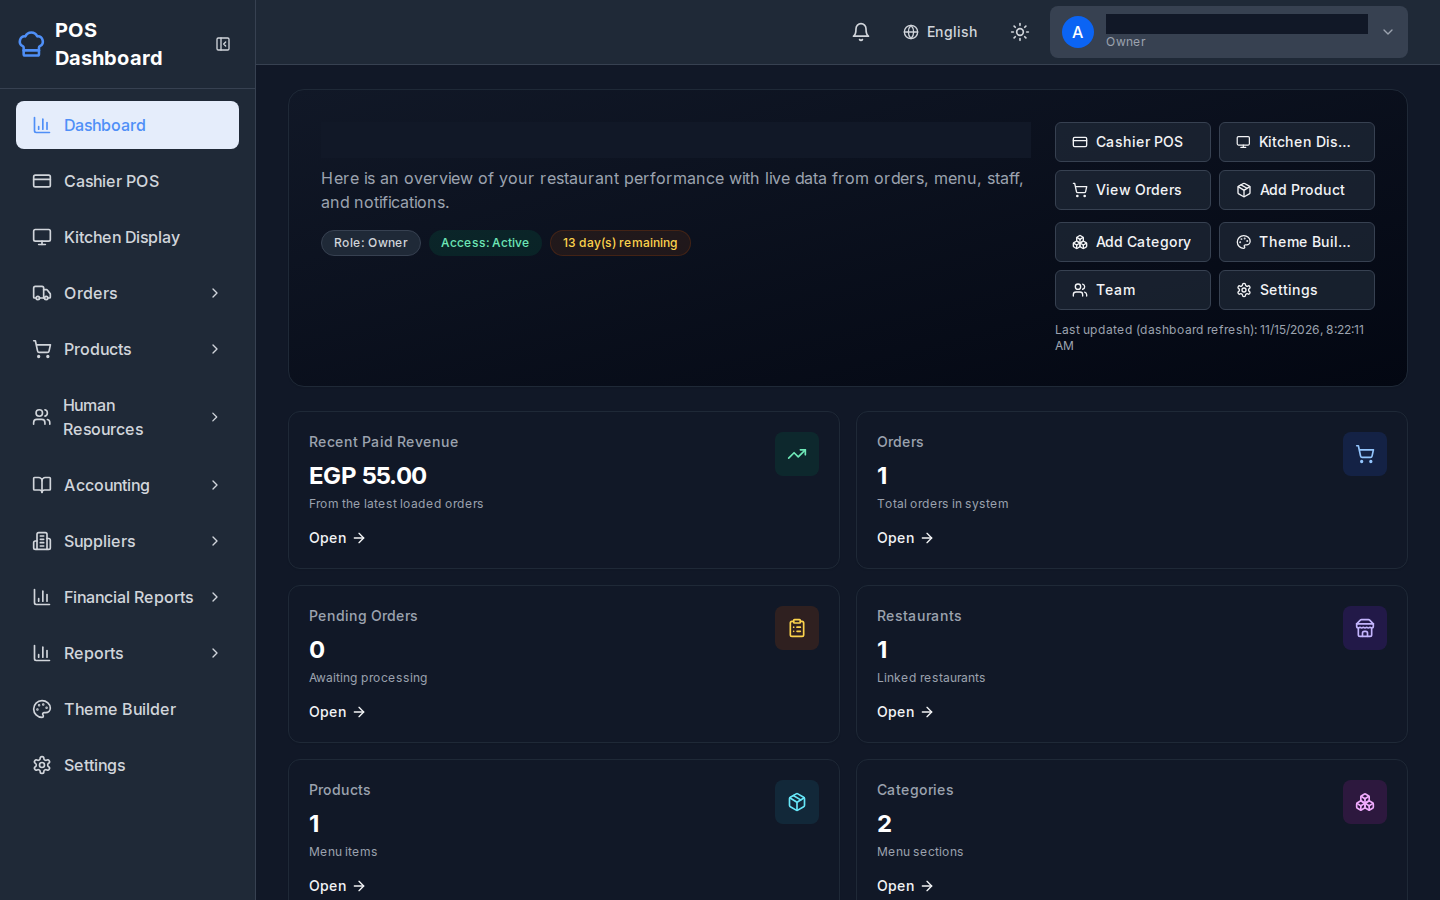 POS
Dashboard
English
A
Owner
Dashboard
Cashier POS
Kitchen Display
Orders
Products
Human
Resources
Accounting
Suppliers
Financial Reports
Reports
Theme Builder
Settings
Here is an overview of your restaurant performance with live data from orders, menu, staff,
and notifications.
Role: Owner
Access: Active
13 day(s) remaining
Cashier POS
Kitchen Dis...
View Orders
Add Product
Add Category
Theme Buil...
Team
Settings
Last updated (dashboard refresh): 11/15/2026, 8:22:11
AM
Recent Paid Revenue
EGP 55.00
From the latest loaded orders
Open
Orders
1
Total orders in system
Open
Pending Orders
0
Awaiting processing
Open
Restaurants
1
Linked restaurants
Open
Products
1
Menu items
Open
Categories
2
Menu sections
Open